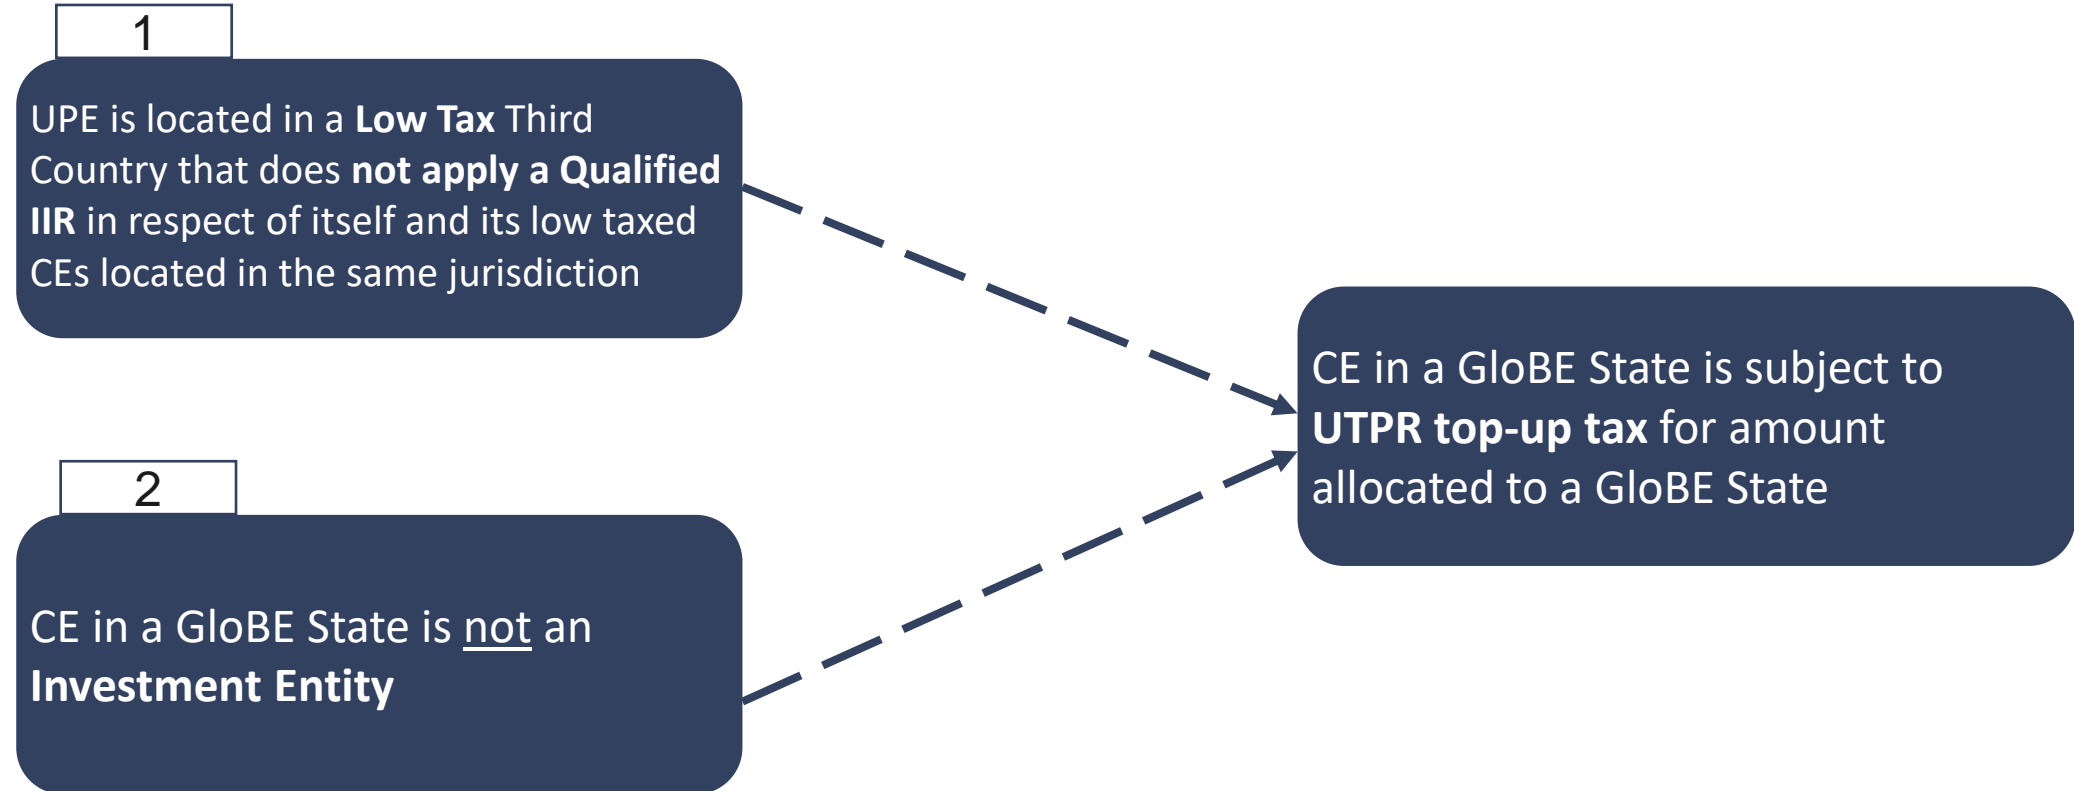 1
UPE is located in a Low Tax Third
Country that does not apply a Qualified
IIR in respect of itself and its low taxed
CEs located in the same jurisdiction
2
CE in a GloBE State is not an
Investment Entity
CE in a GloBE State is subject to
UTPR top-up tax for amount
allocated to a GloBE State